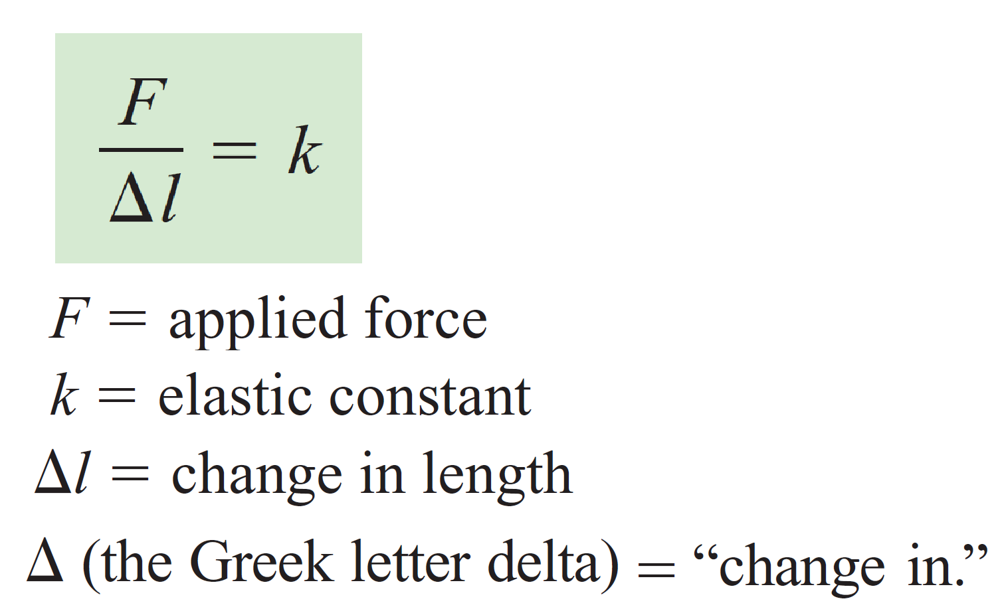 F
Δl
= k
F = applied force
k = elastic constant
Δl = change in length
Δ (the Greek letter delta) = “change in.”